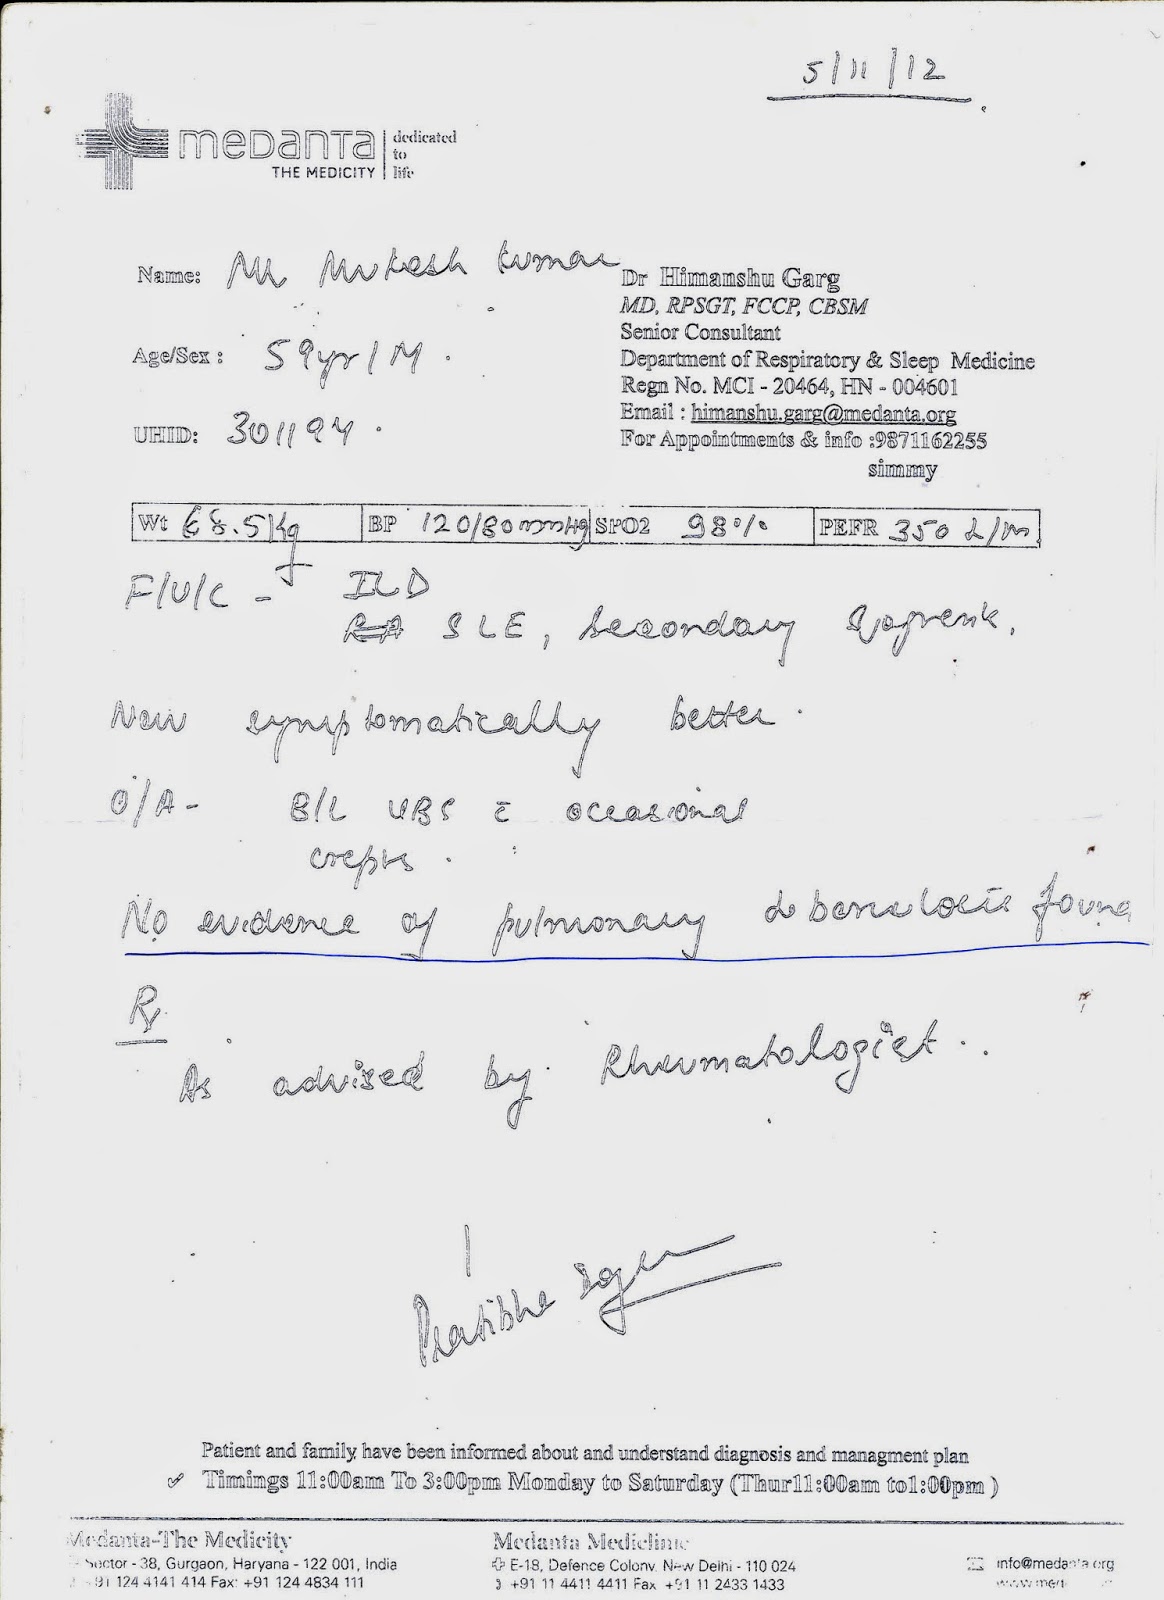 5/11/12
medanta
THE MEDICITY
dedicated
to
life
Name: Mr Mukesh Kumar
Age/Sex : 59yr/M .
UHID: 301194 .
Dr Himanshu Garg
MD, RPSGT, FCCP, CBSM
Senior Consultant
Department of Respiratory & Sleep Medicine
Regn No. MCI - 20464, HN - 004601
Email : himanshu.garg@medanta.org
For Appointments & info :9871162255
simmy
Wt 68.5Kg BP 120/80mmHg SPO2 98% PEFR 350 L/m
F/U/C - ILD
RA SLE, Secondary Sjogren's,
Now symptomatically better .
O/A - B/L VBS c̄ occasional
crepts .
No evidence of pulmonary tuberculosis found
Rx
As advised by Rheumatologist . .
Pratibha
Patient and family have been informed about and understand diagnosis and managment plan
✓ Timings 11:00am To 3:00pm Monday to Saturday (Thur11:00am to1:00pm )
Medanta-The Medicity
Sector - 38, Gurgaon, Haryana - 122 001, India
+91 124 4141 414 Fax: +91 124 4834 111
Medanta Mediclinic
E-18, Defence Colony, New Delhi - 110 024
+91 11 4411 4411 Fax +91 11 2433 1433
info@medanta.org